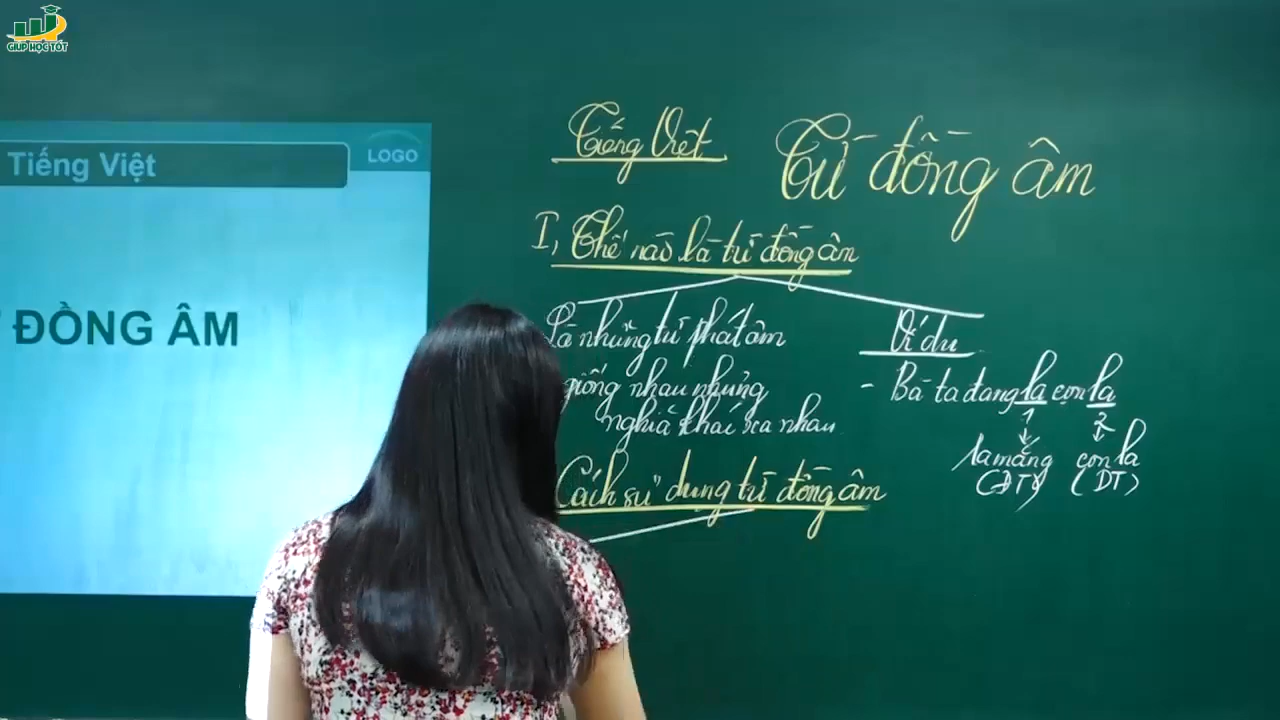 GIÚP HỌC TỐT
Tiếng Việt
LOGO
ĐỒNG ÂM
Tiếng Việt
Từ đồng âm
I, Thế nào là từ đồng âm
Là những từ phát âm
giống nhau nhưng
nghĩa khác xa nhau
Ví dụ
- Bà ta đang la con la
1 2
la mắng con la
(ĐT) (DT)
Cách sử dụng từ đồng âm